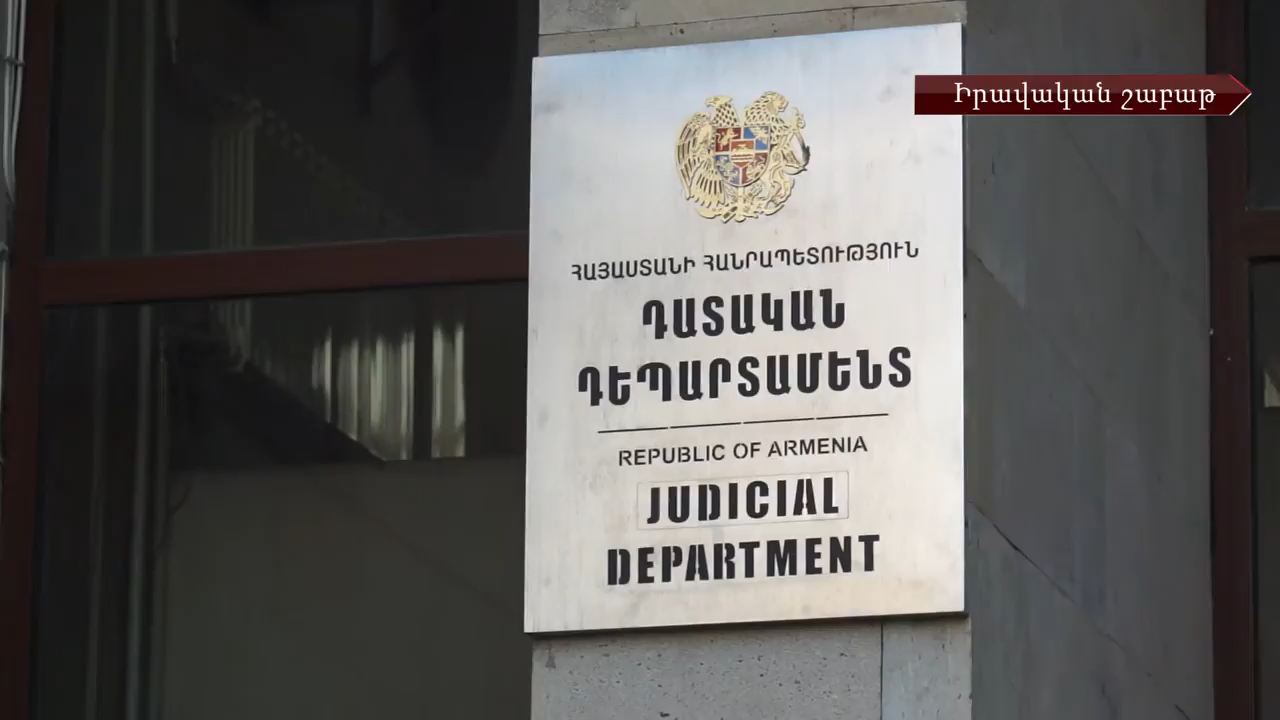 Իրավական շաբաթ
ՀԱՅԱՍՏԱՆԻ ՀԱՆՐԱՊԵՏՈՒԹՅՈՒՆ
ԴԱՏԱԿԱՆ
ԴԵՊԱՐՏԱՄԵՆՏ
REPUBLIC OF ARMENIA
JUDICIAL
DEPARTMENT